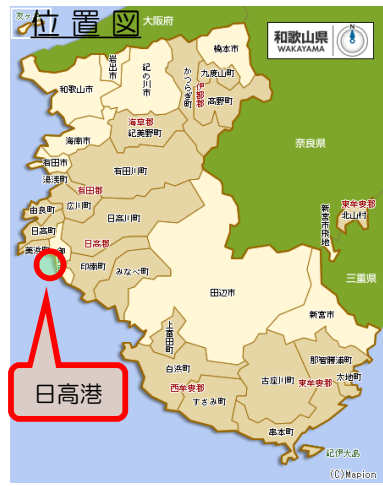 位置図
友ヶ
大阪府
和歌山県
WAKAYAMA
橋本市
岩出市
紀の川市
かつらぎ町
九度山町
伊都郡
高野町
和歌山市
海草郡
紀美野町
海南市
奈良県
有田市
有田川町
湯浅町
有田郡
由良町
広川町
日高川町
新宮市飛地
東牟婁郡
北山村
日高町
日高郡
美浜町
御
印南町
みなべ町
三重県
田辺市
新宮市
上富田町
那智勝浦町
白浜町
太地町
西牟婁郡
古座川町
東牟婁郡
すさみ町
串本町
紀伊大島
日高港
(C)Mapion